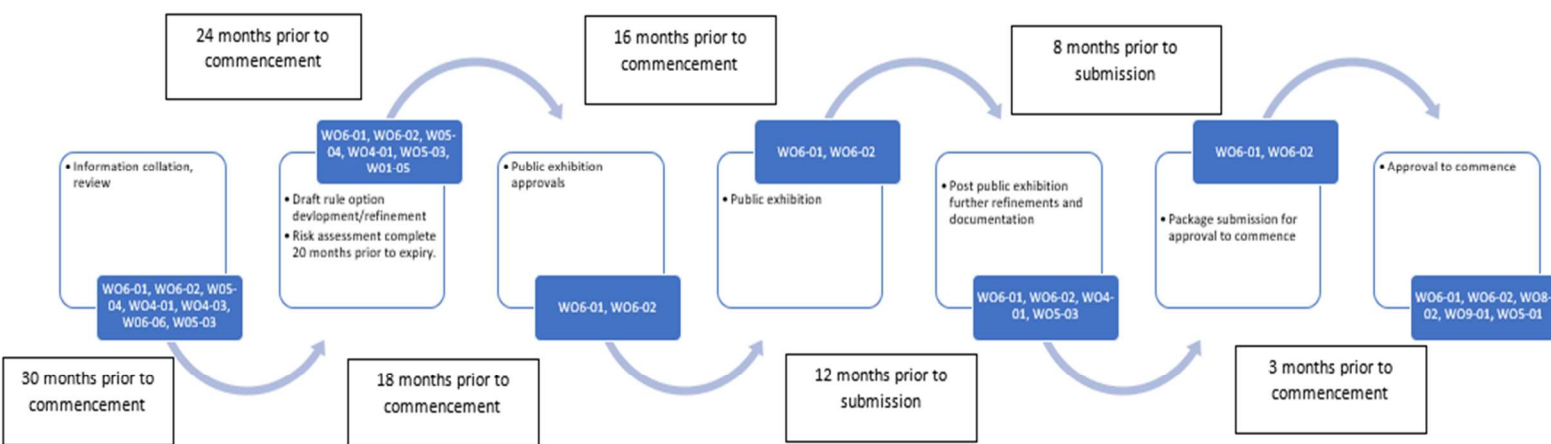 24 months prior to
commencement
16 months prior to
commencement
8 months prior to
submission
• Information collation,
review
WO6-01, WO6-02, W05-
04, WO4-01, WO4-03,
W06-06, W05-03
WO6-01, WO6-02, W05-
04, WO4-01, WO5-03,
W01-05
• Draft rule option
devlopment/refinement
• Risk assessment complete
20 months prior to expiry.
• Public exhibition
approvals
WO6-01, WO6-02
WO6-01, WO6-02
• Public exhibition
• Post public exhibition
further refinements and
documentation
WO6-01, WO6-02, WO4-
01, WO5-03
WO6-01, WO6-02
• Package submission for
approval to commence
• Approval to commence
WO6-01, WO6-02, WO8-
02, WO9-01, WO5-01
30 months prior to
commencement
18 months prior to
commencement
12 months prior to
submission
3 months prior to
commencement